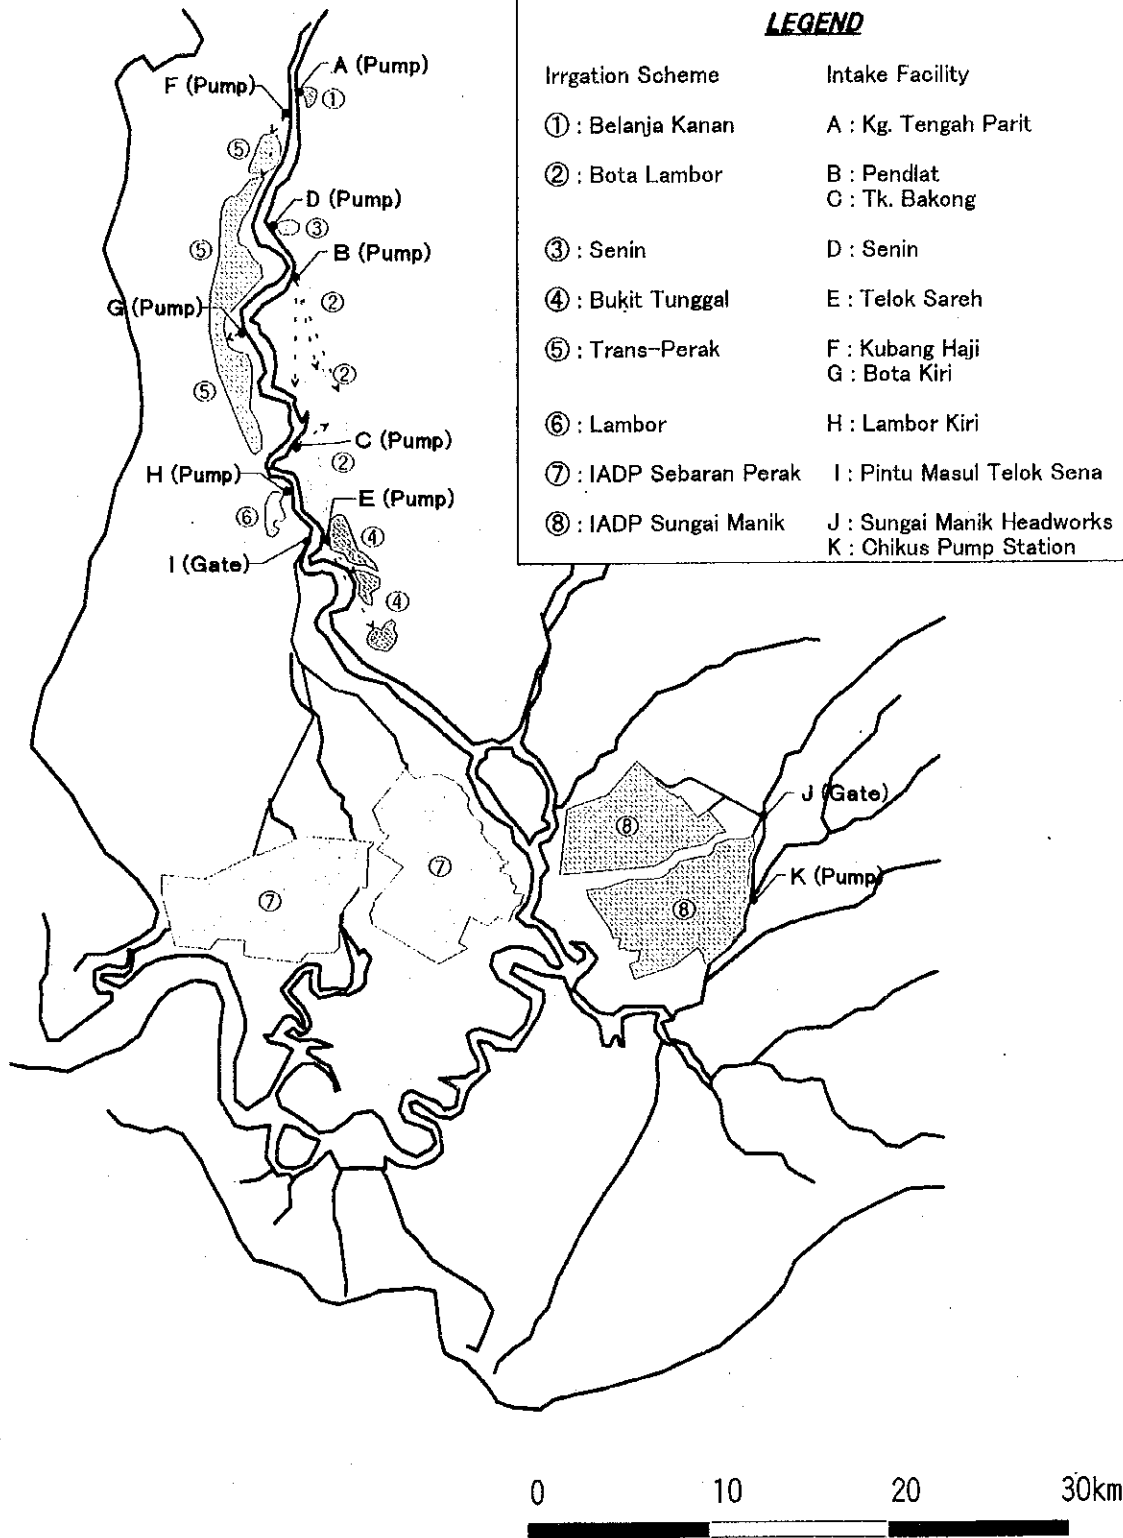 LEGEND
Irrgation Scheme Intake Facility
① : Belanja Kanan A : Kg. Tengah Parit
② : Bota Lambor B : Pendlat
C : Tk. Bakong
③ : Senin D : Senin
④ : Bukit Tunggal E : Telok Sareh
⑤ : Trans-Perak F : Kubang Haji
G : Bota Kiri
⑥ : Lambor H : Lambor Kiri
⑦ : IADP Sebaran Perak I : Pintu Masul Telok Sena
⑧ : IADP Sungai Manik J : Sungai Manik Headworks
K : Chikus Pump Station
A (Pump)
F (Pump)
①
⑤
D (Pump)
③
⑤
B (Pump)
②
G (Pump)
②
⑤
C (Pump)
②
H (Pump)
E (Pump)
⑥
④
I (Gate)
④
J (Gate)
⑧
⑦
K (Pump)
⑦
⑧
0 10 20 30km